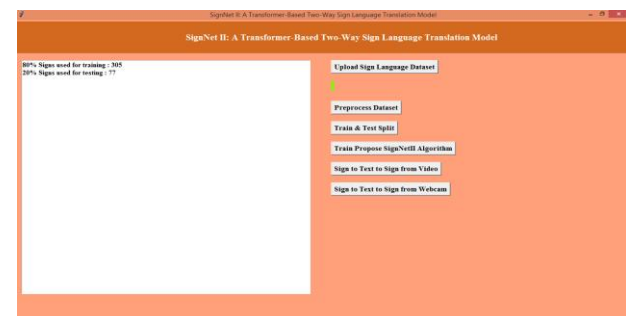 SignNet II: A Transformer-Based Two-Way Sign Language Translation Model
SignNet II: A Transformer-Based Two-Way Sign Language Translation Model
80% Signs used for training : 305
20% Signs used for testing : 77
Upload Sign Language Dataset
Preprocess Dataset
Train & Test Split
Train Propose SignNetII Algorithm
Sign to Text to Sign from Video
Sign to Text to Sign from Webcam